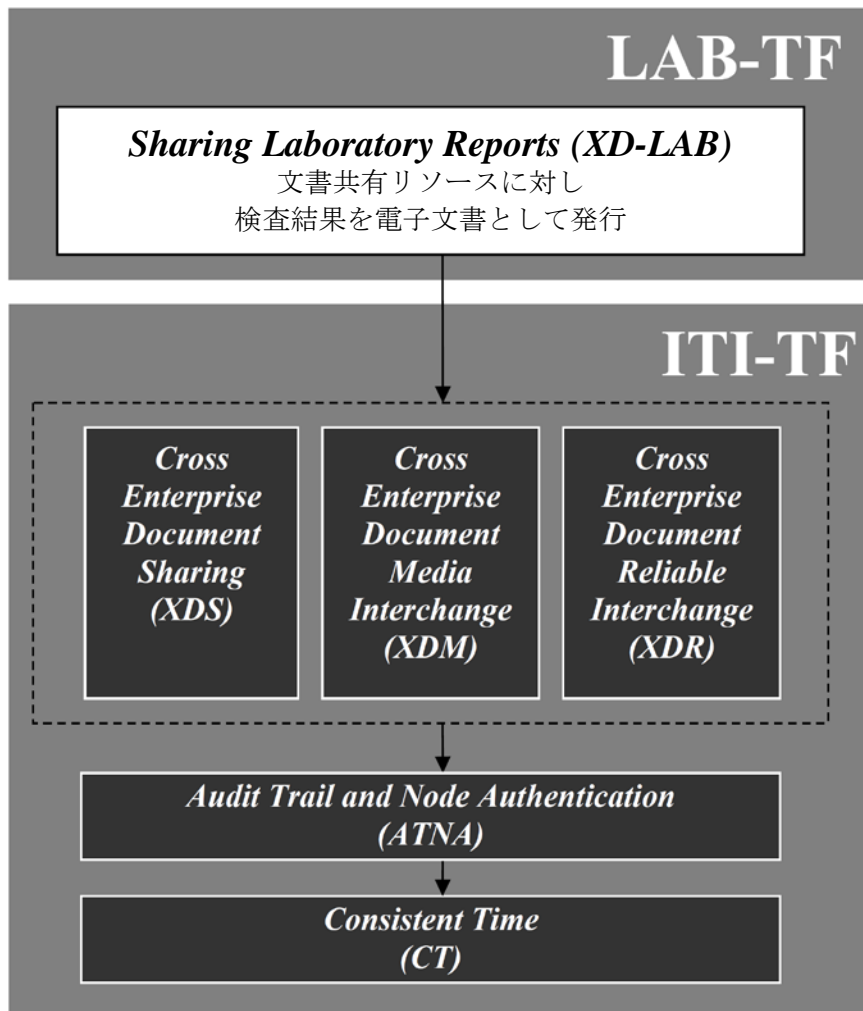 LAB-TF
Sharing Laboratory Reports (XD-LAB)
文書共有リソースに対し
検査結果を電子文書として発行
ITI-TF
Cross
Enterprise
Document
Sharing
(XDS)
Cross
Enterprise
Document
Media
Interchange
(XDM)
Cross
Enterprise
Document
Reliable
Interchange
(XDR)
Audit Trail and Node Authentication
(ATNA)
Consistent Time
(CT)